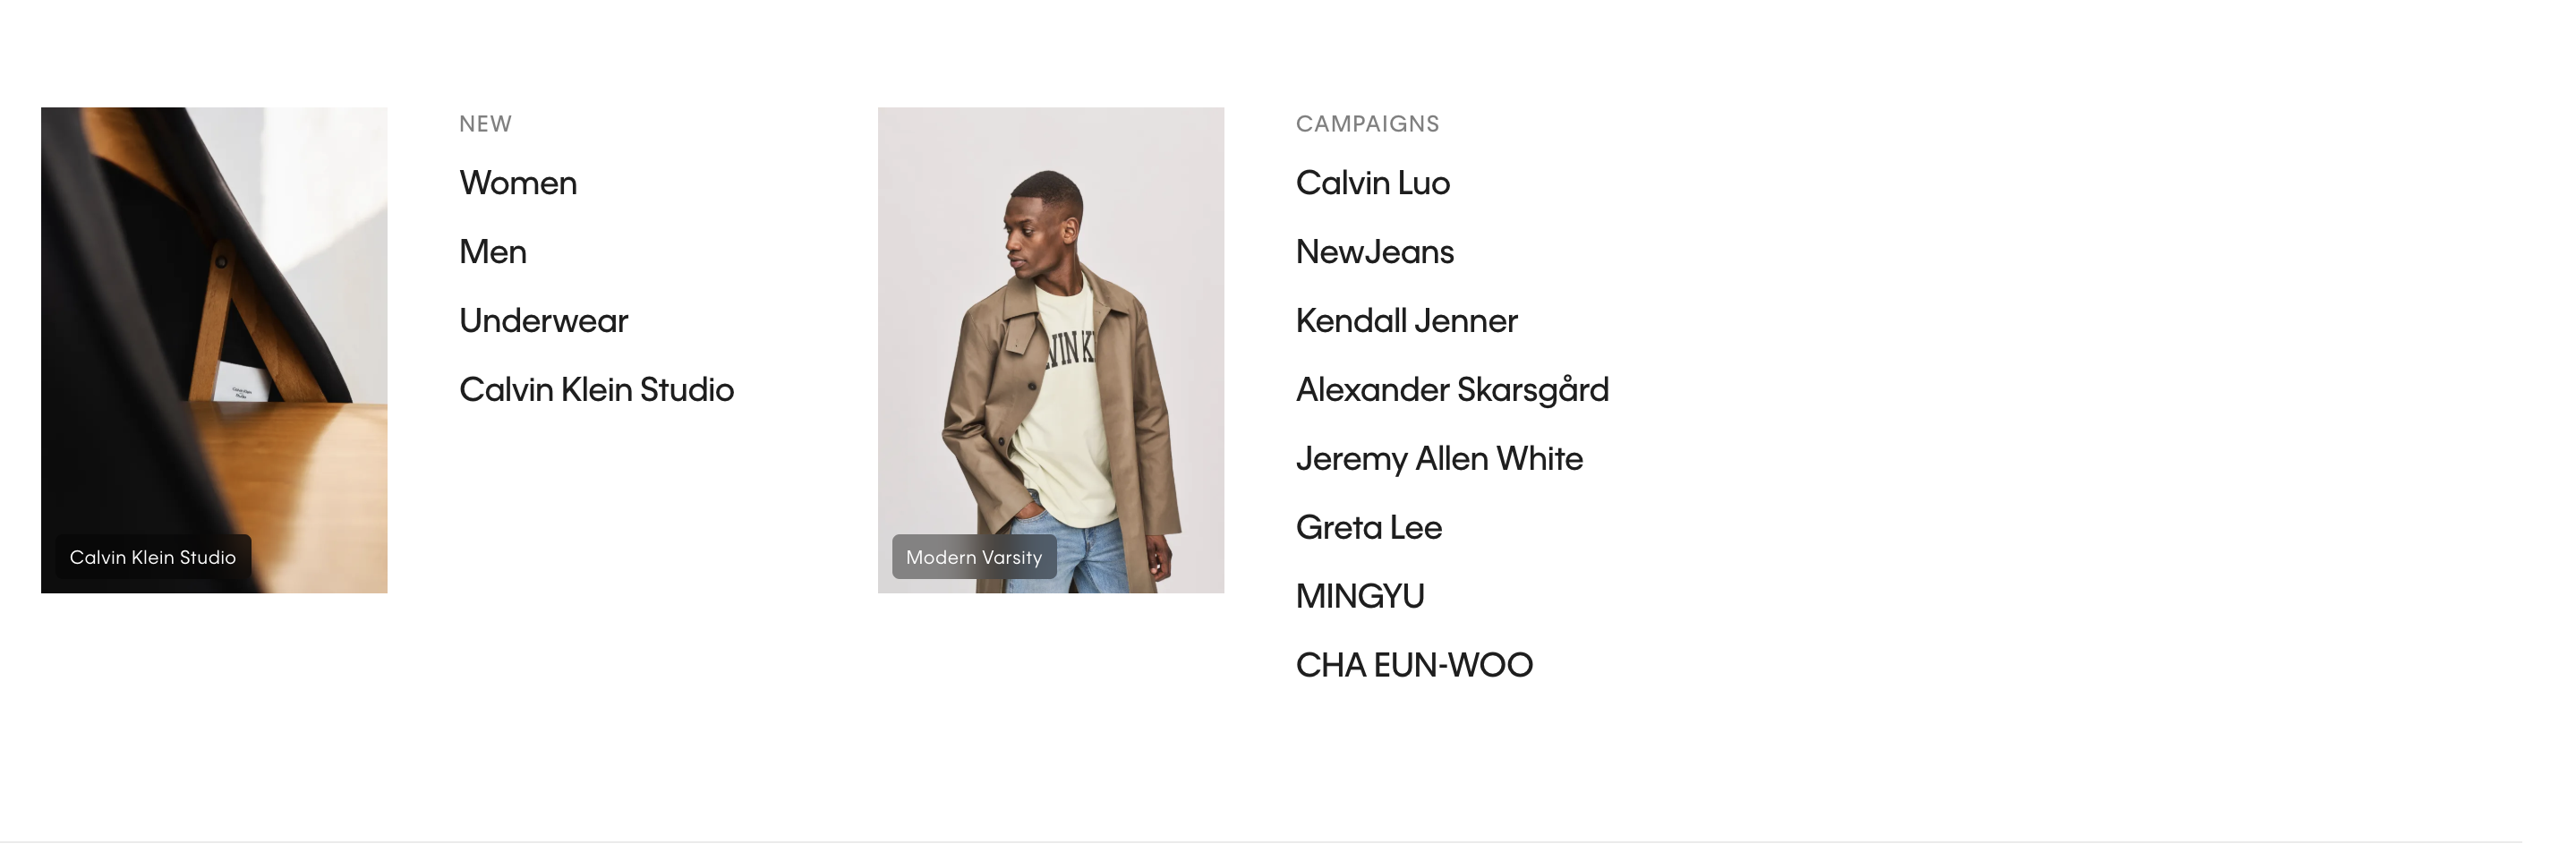 NEW
Women
Men
Underwear
Calvin Klein Studio
Calvin Klein Studio
VIN K
Modern Varsity
CAMPAIGNS
Calvin Luo
NewJeans
Kendall Jenner
Alexander Skarsgård
Jeremy Allen White
Greta Lee
MINGYU
CHA EUN-WOO